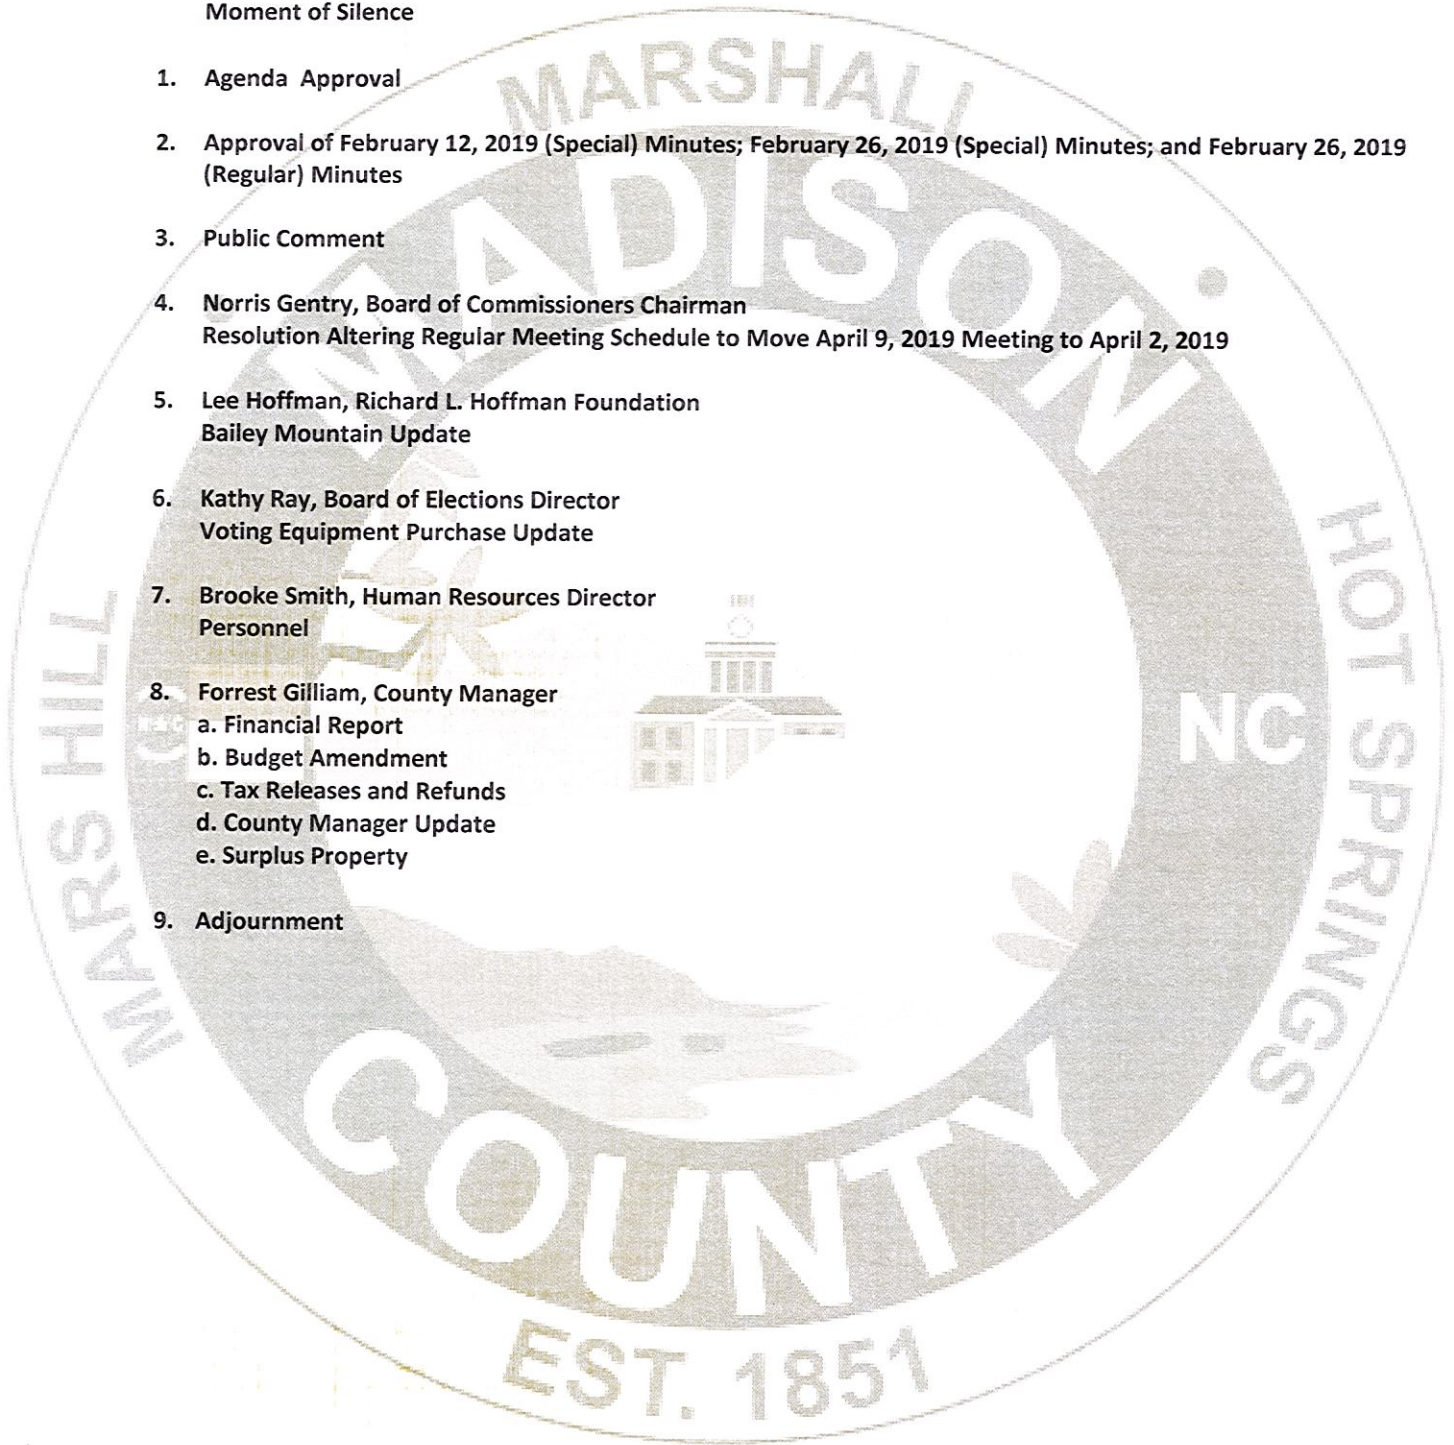 Moment of Silence
1. Agenda Approval
2. Approval of February 12, 2019 (Special) Minutes; February 26, 2019 (Special) Minutes; and February 26, 2019
(Regular) Minutes
3. Public Comment
4. Norris Gentry, Board of Commissioners Chairman
Resolution Altering Regular Meeting Schedule to Move April 9, 2019 Meeting to April 2, 2019
5. Lee Hoffman, Richard L. Hoffman Foundation
Bailey Mountain Update
6. Kathy Ray, Board of Elections Director
Voting Equipment Purchase Update
7. Brooke Smith, Human Resources Director
Personnel
8. Forrest Gilliam, County Manager
a. Financial Report
b. Budget Amendment
c. Tax Releases and Refunds
d. County Manager Update
e. Surplus Property
9. Adjournment
MARSHALL
MADISON
COUNTY
NC
MARS HILL
HOT SPRINGS
EST. 1851